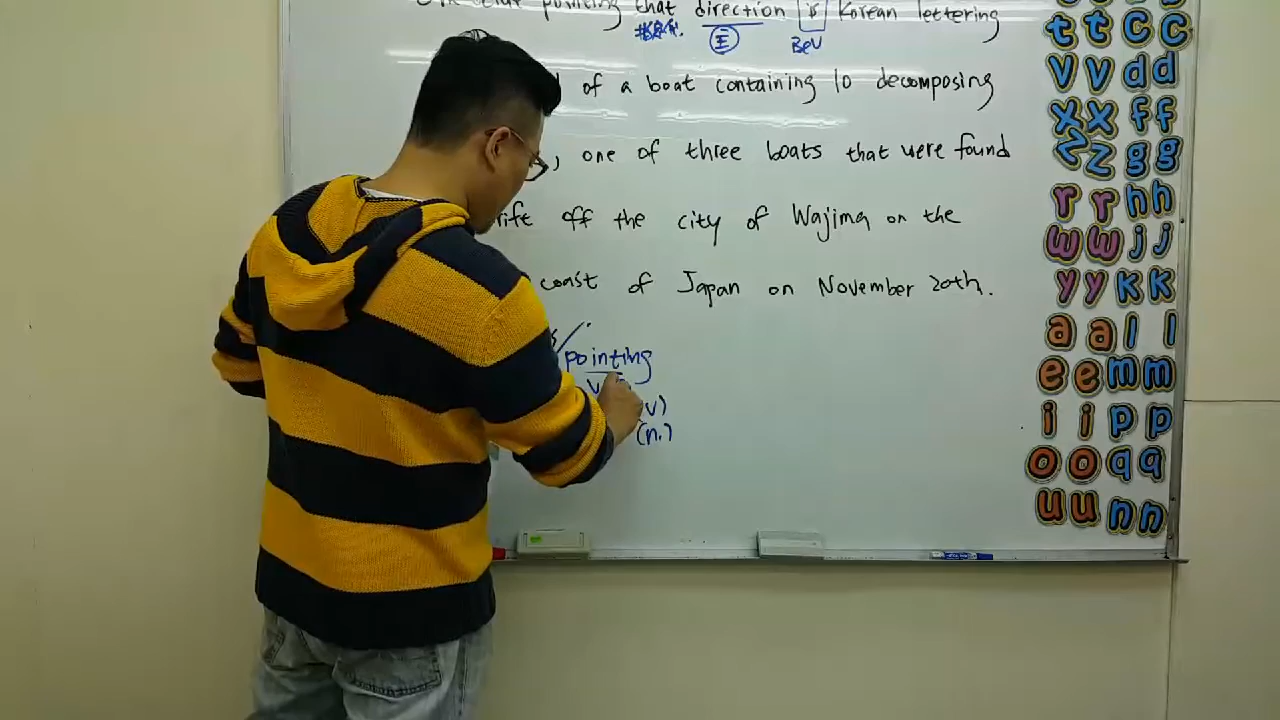 pointing that direction is Korean lettering
E
BeV
of a boat containing 10 decomposing
, one of three boats that were found
rift off the city of Wajima on the
coast of Japan on November 20th.
pointing
v
v)
(n.)
t t c c
v v d d
x x f f
z z g g
r r h h
w w j j
y y k k
a a l l
e e m m
i i p p
o o q q
u u n n